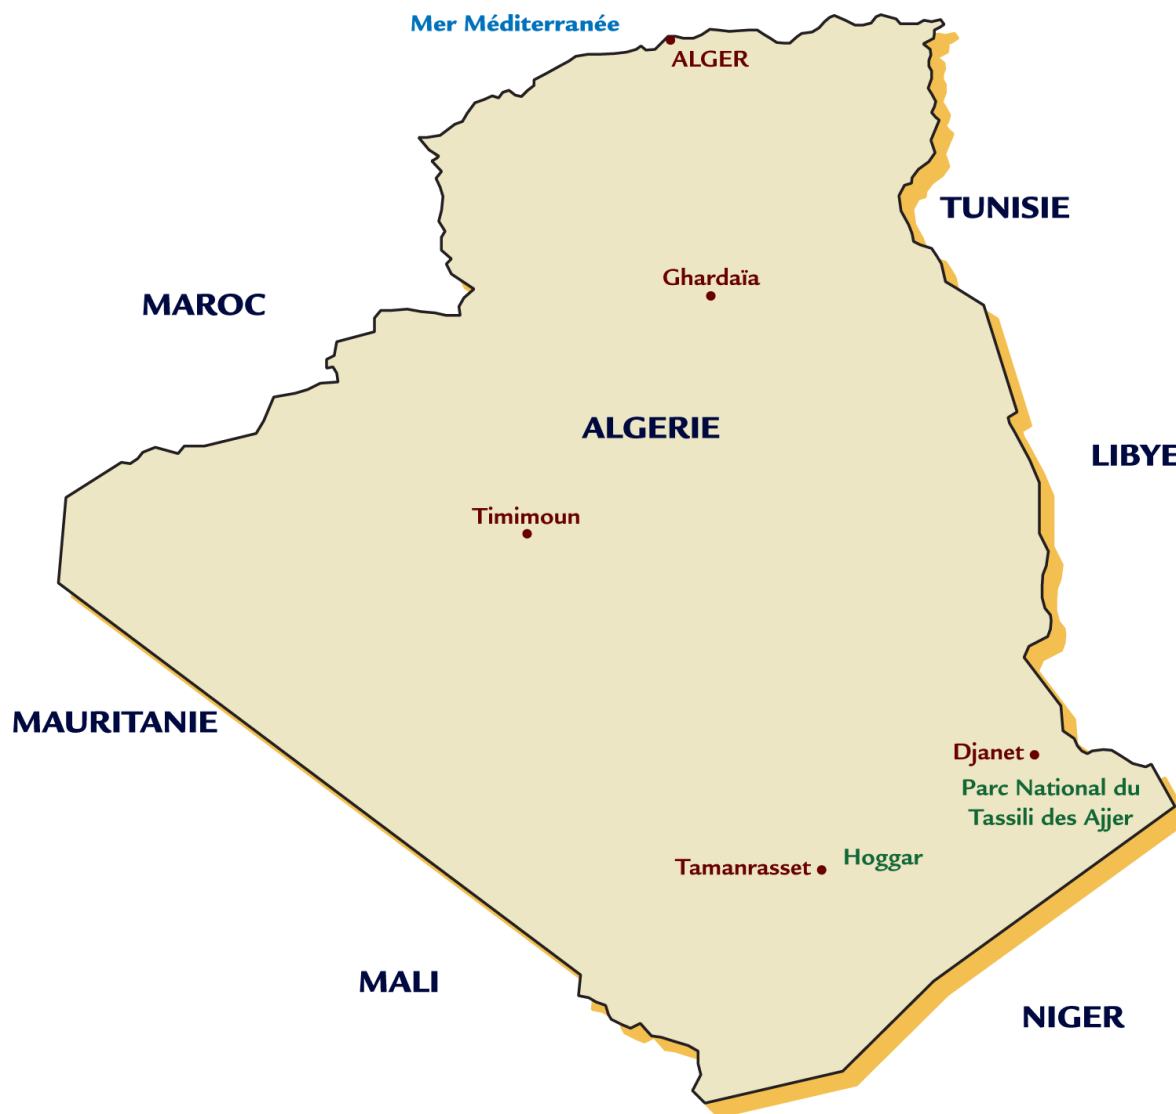 Mer Méditerranée
ALGER
TUNISIE
Ghardaïa
MAROC
ALGERIE
LIBYE
Timimoun
MAURITANIE
Djanet
Parc National du
Tassili des Ajjer
Hoggar
Tamanrasset
MALI
NIGER